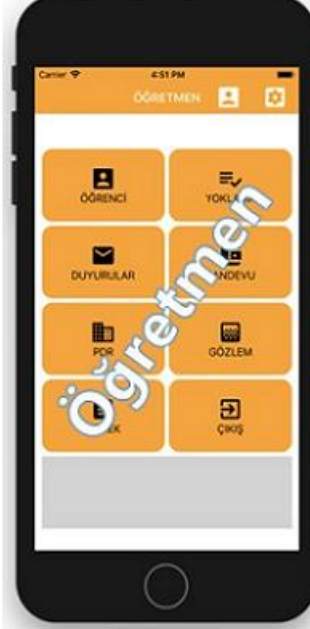 Carrier 4:51 PM
ÖĞRETMEN
ÖĞRENCİ
DUYURULAR
PDR
GÖZLEM
ÇIKIŞ
Öğretmen